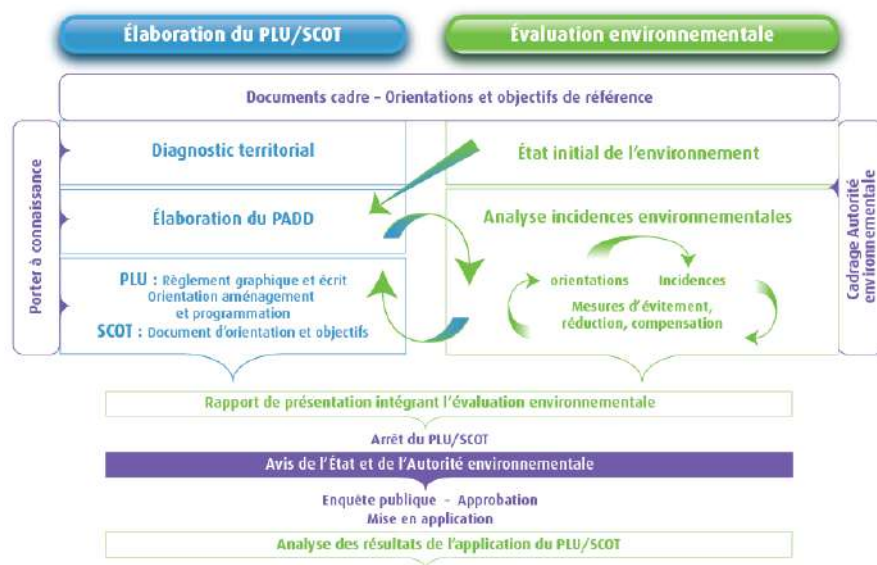 Élaboration du PLU/SCOT
Évaluation environnementale
Documents cadre – Orientations et objectifs de référence
Porter à connaissance
Diagnostic territorial
État initial de l'environnement
Élaboration du PADD
Analyse incidences environnementales
PLU : Règlement graphique et écrit
Orientation aménagement
et programmation
SCOT : Document d'orientation et objectifs
orientations
Incidences
Mesures d'évitement,
réduction, compensation
Cadrage Autorité
environnementale
Rapport de présentation intégrant l'évaluation environnementale
Arrêt du PLU/SCOT
Avis de l'État et de l'Autorité environnementale
Enquête publique - Approbation
Mise en application
Analyse des résultats de l'application du PLU/SCOT